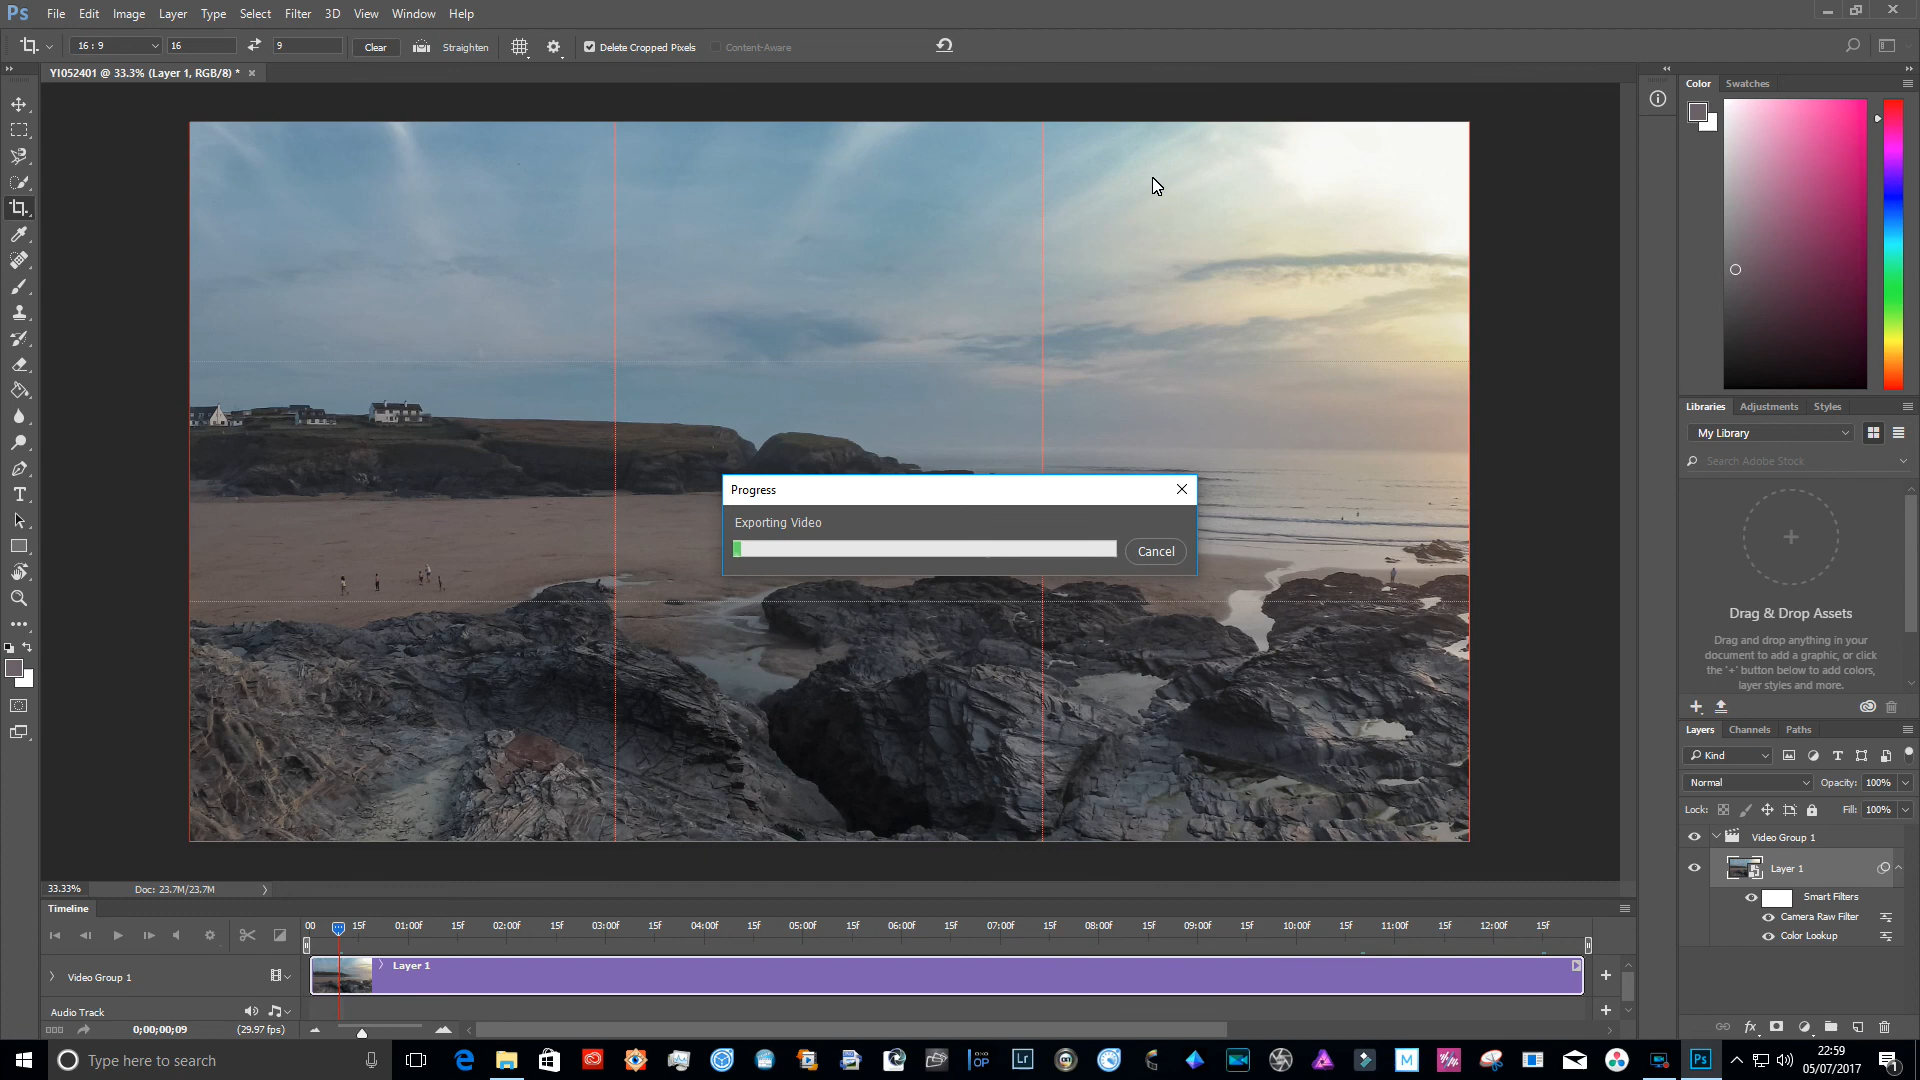 Ps File Edit Image Layer Type Select Filter 3D View Window Help
16 : 9 16 9 Clear Straighten Delete Cropped Pixels Content-Aware
YI052401 @ 33.3% (Layer 1, RGB/8) *
Color Swatches
Progress
Exporting Video
Cancel
Libraries Adjustments Styles
My Library
Search Adobe Stock
Drag & Drop Assets
Drag and drop anything in your
document to add a graphic, or click
the "+" button below to add colors,
layer styles and more.
Layers Channels Paths
Kind
Normal Opacity: 100%
Lock: Fill: 100%
Video Group 1
Layer 1
Smart Filters
Camera Raw Filter
Color Lookup
33.33% Doc: 23.7M/23.7M
Timeline
00 15f 01:00f 15f 02:00f 15f 03:00f 15f 04:00f 15f 05:00f 15f 06:00f 15f 07:00f 15f 08:00f 15f 09:00f 15f 10:00f 15f 11:00f 15f 12:00f 15f
Layer 1
Video Group 1
Audio Track
0;00;00;09 (29.97 fps)
Type here to search
Lr
Ps
22:59
05/07/2017